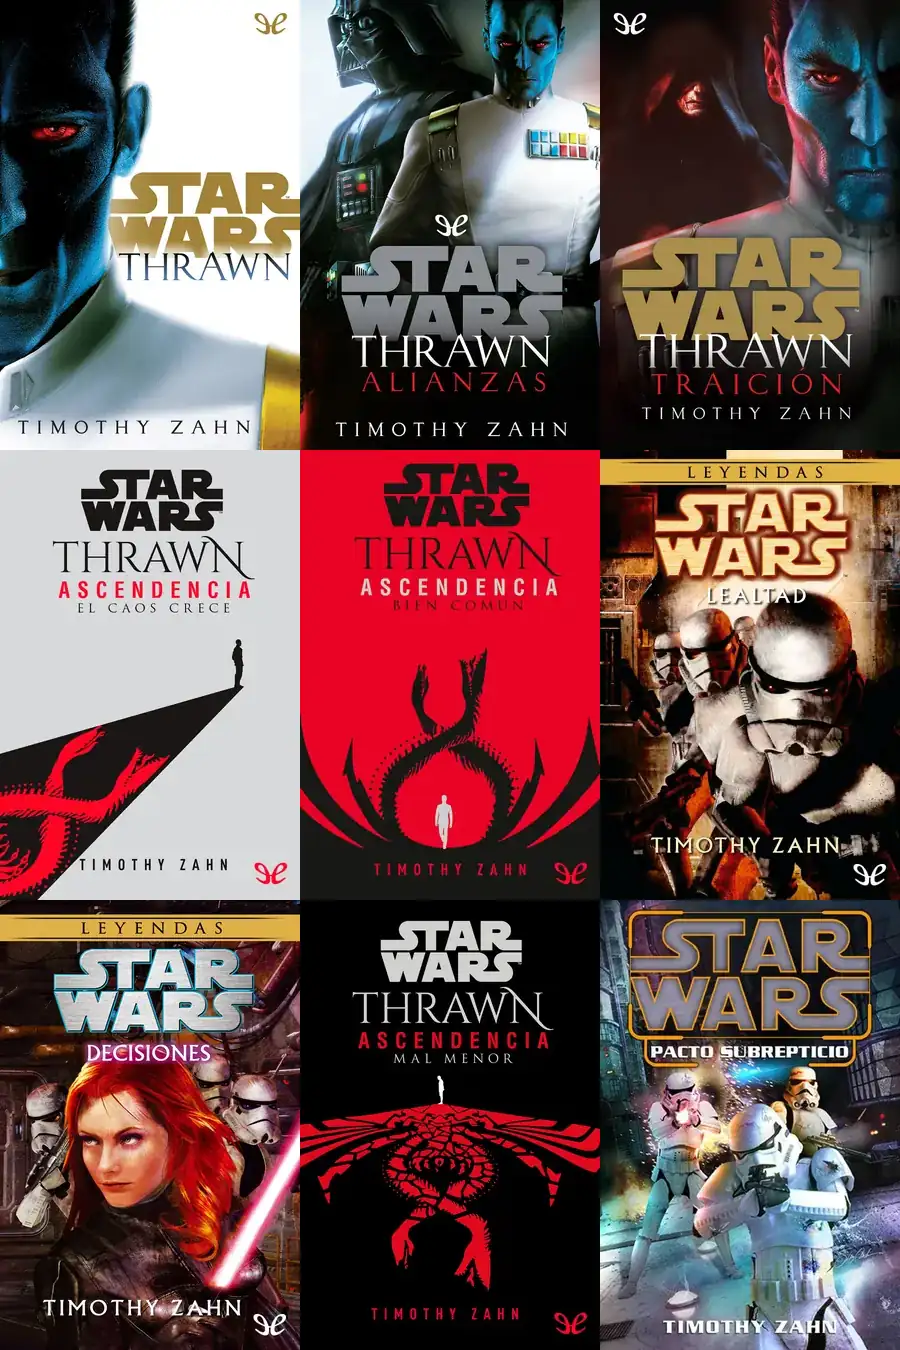 STAR
WARS
THRAWN
TIMOTHY ZAHN
STAR
WARS
THRAWN
ALIANZAS
TIMOTHY ZAHN
STAR
WARS
THRAWN
TRAICIÓN
TIMOTHY ZAHN
STAR
WARS
THRAWN
ASCENDENCIA
EL CAOS CRECE
TIMOTHY ZAHN
STAR
WARS
THRAWN
ASCENDENCIA
BIEN COMÚN
TIMOTHY ZAHN
LEYENDAS
STAR
WARS
LEALTAD
TIMOTHY ZAHN
LEYENDAS
STAR
WARS
DECISIONES
TIMOTHY ZAHN
STAR
WARS
THRAWN
ASCENDENCIA
MAL MENOR
TIMOTHY ZAHN
STAR
WARS
PACTO SUBREPTICIO
TIMOTHY ZAHN